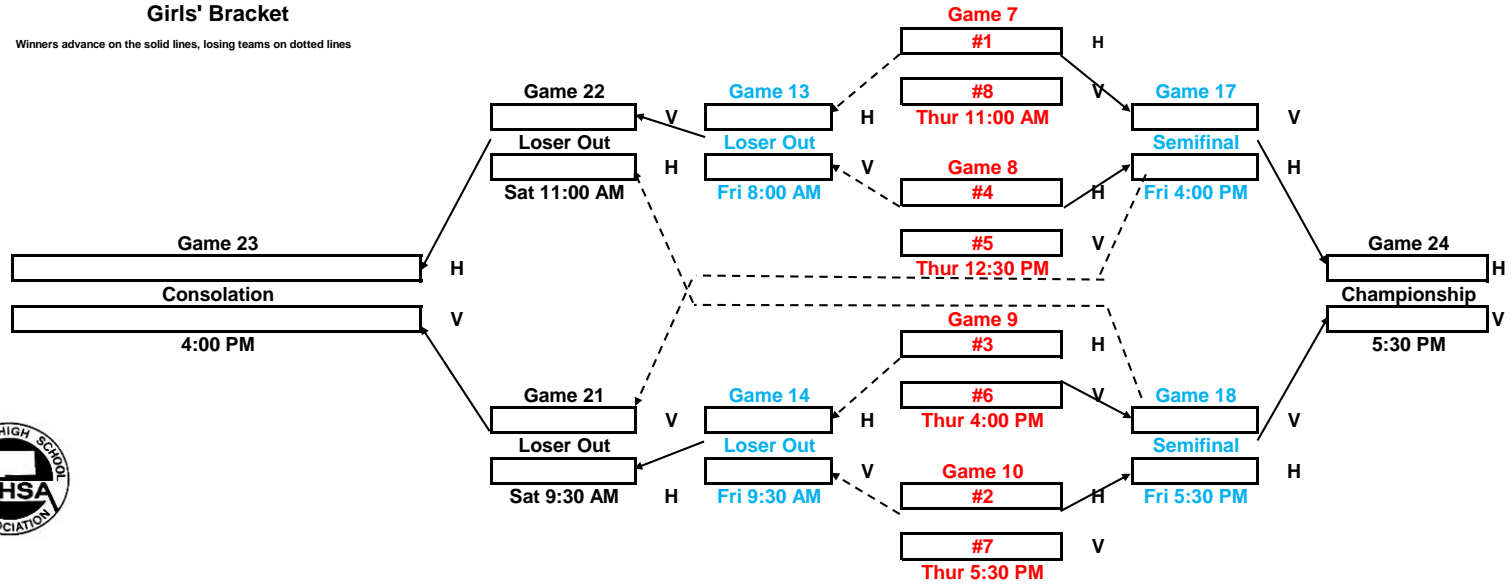 Girls' Bracket
Winners advance on the solid lines, losing teams on dotted lines
Game 7
#1 H
#8 V
Thur 11:00 AM
Game 22
V
Loser Out
H
Sat 11:00 AM
Game 13
H
Loser Out
V
Fri 8:00 AM
Game 17
V
Semifinal
H
Fri 4:00 PM
Game 8
#4 H
#5 V
Thur 12:30 PM
Game 23
H
Consolation
V
4:00 PM
Game 24
H
Championship
V
5:30 PM
Game 9
#3 H
#6 V
Thur 4:00 PM
Game 21
V
Loser Out
Sat 9:30 AM H
Game 14
H
Loser Out
V
Fri 9:30 AM
Game 18
V
Semifinal
H
Fri 5:30 PM
Game 10
#2 H
#7 V
Thur 5:30 PM
HIGH SCHOOL
HSA